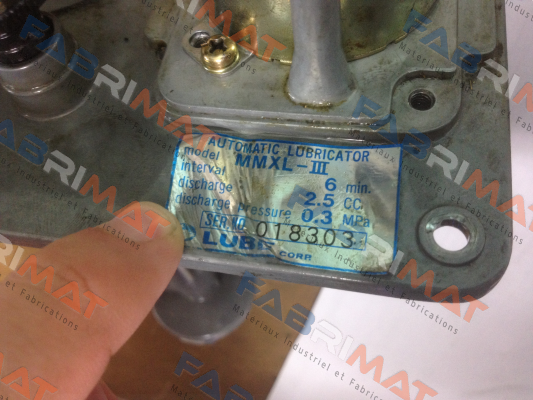 AUTOMATIC LUBRICATOR
model MMXL-III
interval : 6 min.
discharge : 2.5 CC.
discharge pressure 0.3 MPa
SER.NO. 018303
LUBE CORP
FABRIMAT
Matériaux Industriel et Fabrications